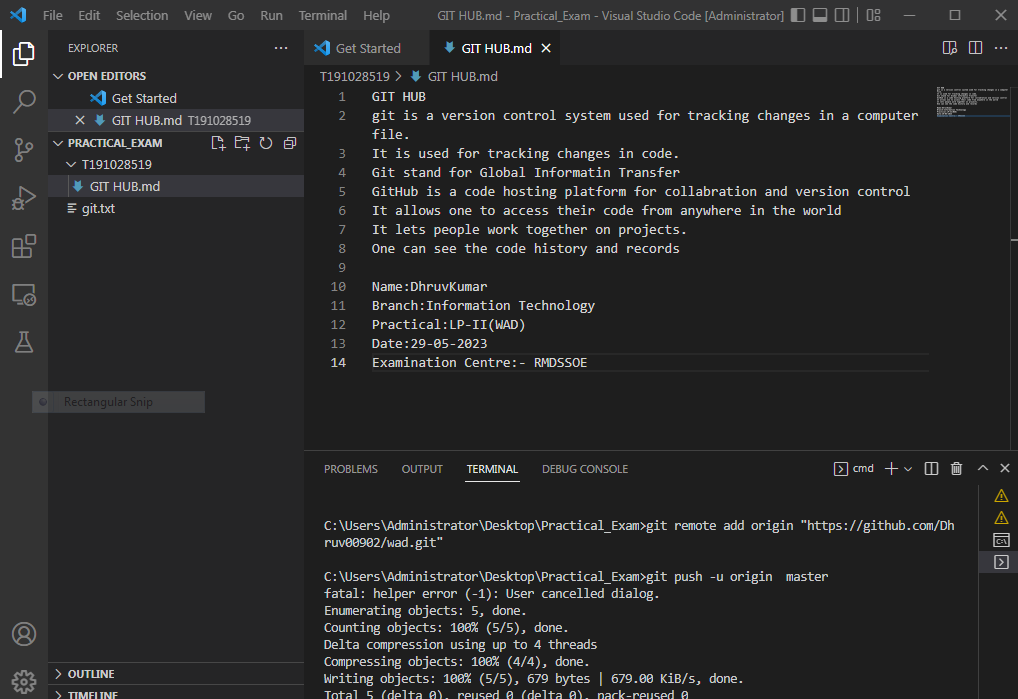 File Edit Selection View Go Run Terminal Help GIT HUB.md - Practical_Exam - Visual Studio Code [Administrator]
EXPLORER
Get Started GIT HUB.md
OPEN EDITORS
Get Started
GIT HUB.md T191028519
PRACTICAL_EXAM
T191028519
GIT HUB.md
git.txt
Rectangular Snip
OUTLINE
TIMELINE
T191028519 > GIT HUB.md
1 GIT HUB
2 git is a version control system used for tracking changes in a computer
file.
3 It is used for tracking changes in code.
4 Git stand for Global Informatin Transfer
5 GitHub is a code hosting platform for collabration and version control
6 It allows one to access their code from anywhere in the world
7 It lets people work together on projects.
8 One can see the code history and records
9
10 Name:DhruvKumar
11 Branch:Information Technology
12 Practical:LP-II(WAD)
13 Date:29-05-2023
14 Examination Centre:- RMDSSOE
PROBLEMS OUTPUT TERMINAL DEBUG CONSOLE cmd
C:\Users\Administrator\Desktop\Practical_Exam>git remote add origin "https://github.com/Dh
ruv00902/wad.git"
C:\Users\Administrator\Desktop\Practical_Exam>git push -u origin  master
fatal: helper error (-1): User cancelled dialog.
Enumerating objects: 5, done.
Counting objects: 100% (5/5), done.
Delta compression using up to 4 threads
Compressing objects: 100% (4/4), done.
Writing objects: 100% (5/5), 679 bytes | 679.00 KiB/s, done.
Total 5 (delta 0), reused 0 (delta 0), pack-reused 0